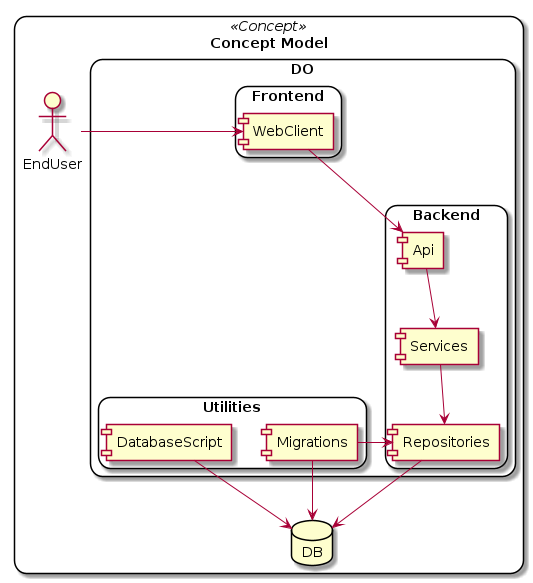 «Concept»
Concept Model
DO
Frontend
WebClient
EndUser
Backend
Api
Services
Utilities
DatabaseScript
Migrations
Repositories
DB